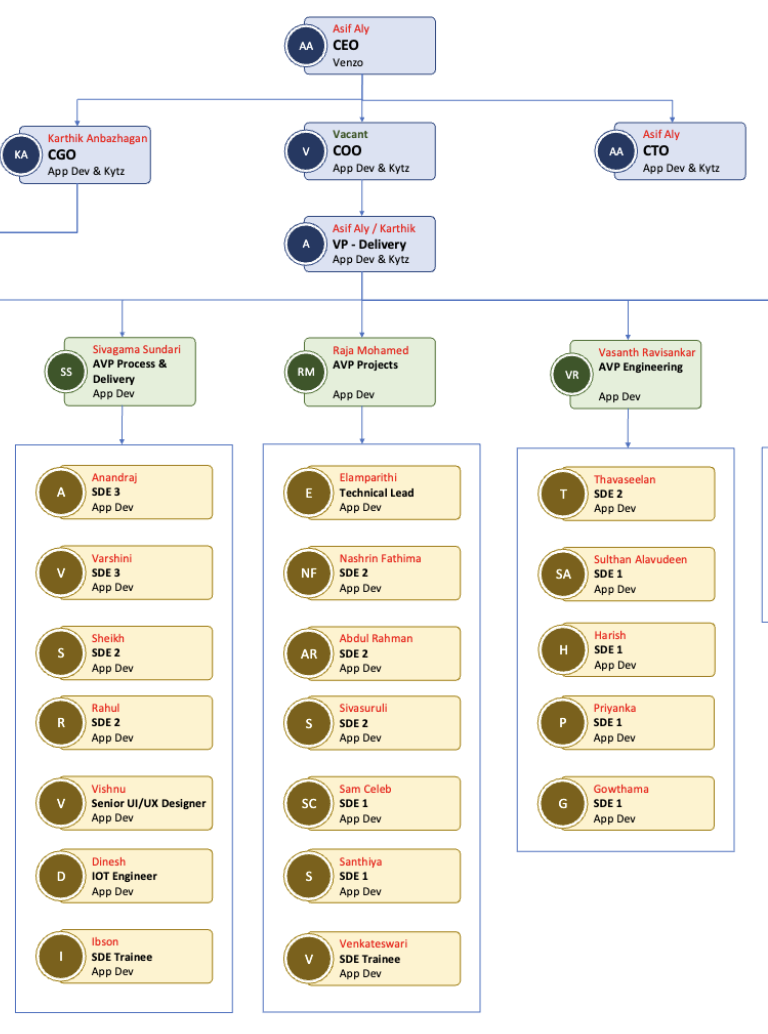 AA
Asif Aly
CEO
Venzo
KA
Karthik Anbazhagan
CGO
App Dev & Kytz
V
Vacant
COO
App Dev & Kytz
AA
Asif Aly
CTO
App Dev & Kytz
A
Asif Aly / Karthik
VP - Delivery
App Dev & Kytz
SS
Sivagama Sundari
AVP Process &
Delivery
App Dev
RM
Raja Mohamed
AVP Projects
App Dev
VR
Vasanth Ravisankar
AVP Engineering
App Dev
A
Anandraj
SDE 3
App Dev
V
Varshini
SDE 3
App Dev
S
Sheikh
SDE 2
App Dev
R
Rahul
SDE 2
App Dev
V
Vishnu
Senior UI/UX Designer
App Dev
D
Dinesh
IOT Engineer
App Dev
I
Ibson
SDE Trainee
App Dev
E
Elamparithi
Technical Lead
App Dev
NF
Nashrin Fathima
SDE 2
App Dev
AR
Abdul Rahman
SDE 2
App Dev
S
Sivasuruli
SDE 2
App Dev
SC
Sam Celeb
SDE 1
App Dev
S
Santhiya
SDE 1
App Dev
V
Venkateswari
SDE Trainee
App Dev
T
Thavaseelan
SDE 2
App Dev
SA
Sulthan Alavudeen
SDE 1
App Dev
H
Harish
SDE 1
App Dev
P
Priyanka
SDE 1
App Dev
G
Gowthama
SDE 1
App Dev